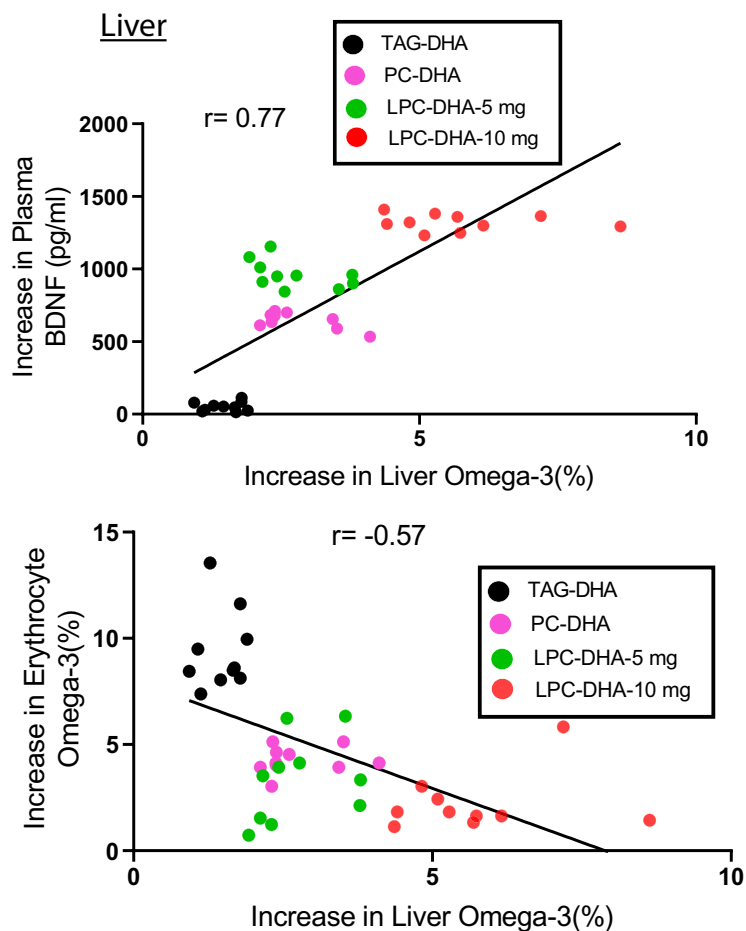 Liver
TAG-DHA
PC-DHA
LPC-DHA-5 mg
LPC-DHA-10 mg
r= 0.77
2000
1500
1000
500
0
Increase in Plasma
BDNF (pg/ml)
0 5 10
Increase in Liver Omega-3(%)
r= -0.57
TAG-DHA
PC-DHA
LPC-DHA-5 mg
LPC-DHA-10 mg
15
10
5
0
Increase in Erythrocyte
Omega-3(%)
0 5 10
Increase in Liver Omega-3(%)